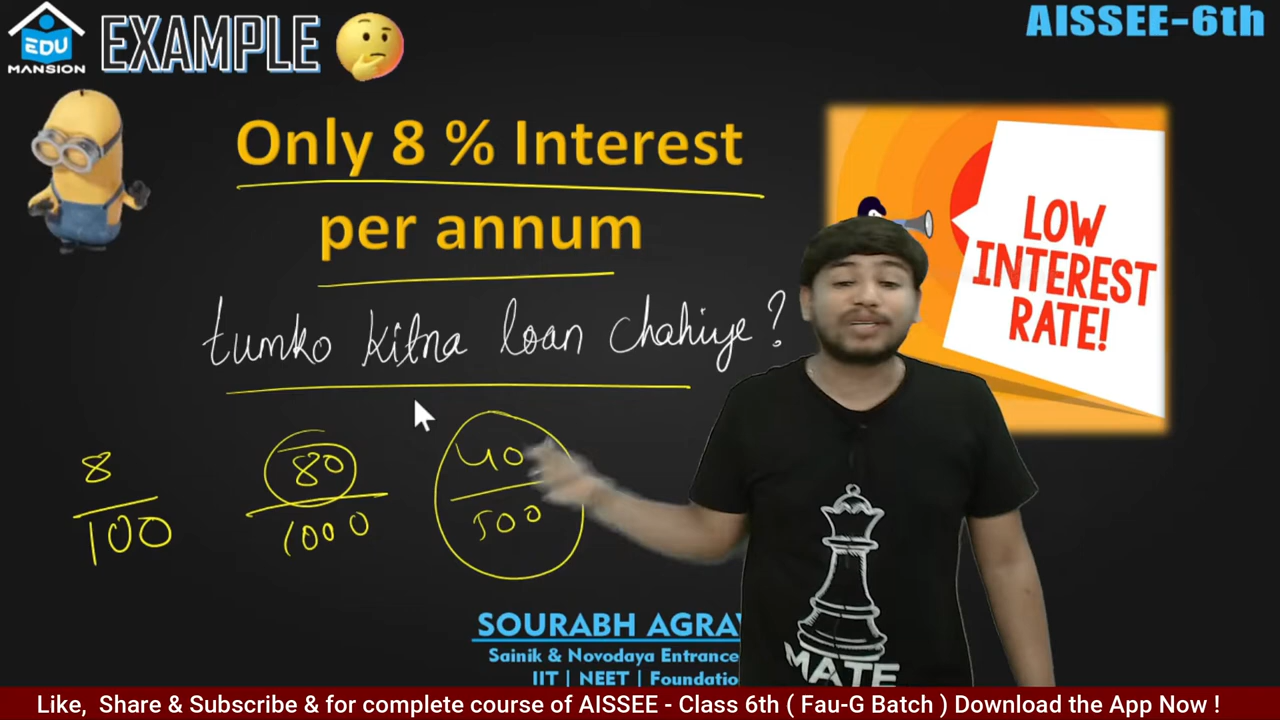 EDU
MANSION
EXAMPLE
AISSEE-6th
Only 8 % Interest
per annum
LOW
INTEREST
RATE!
tumko kitna loan chahiye?
8
100
80
1000
40
500
SOURABH
Sainik & Novodaya Entrance
IIT | NEET |
MATE
Like, Share & Subscribe & for complete course of AISSEE - Class 6th ( Fau-G Batch ) Download the App Now !